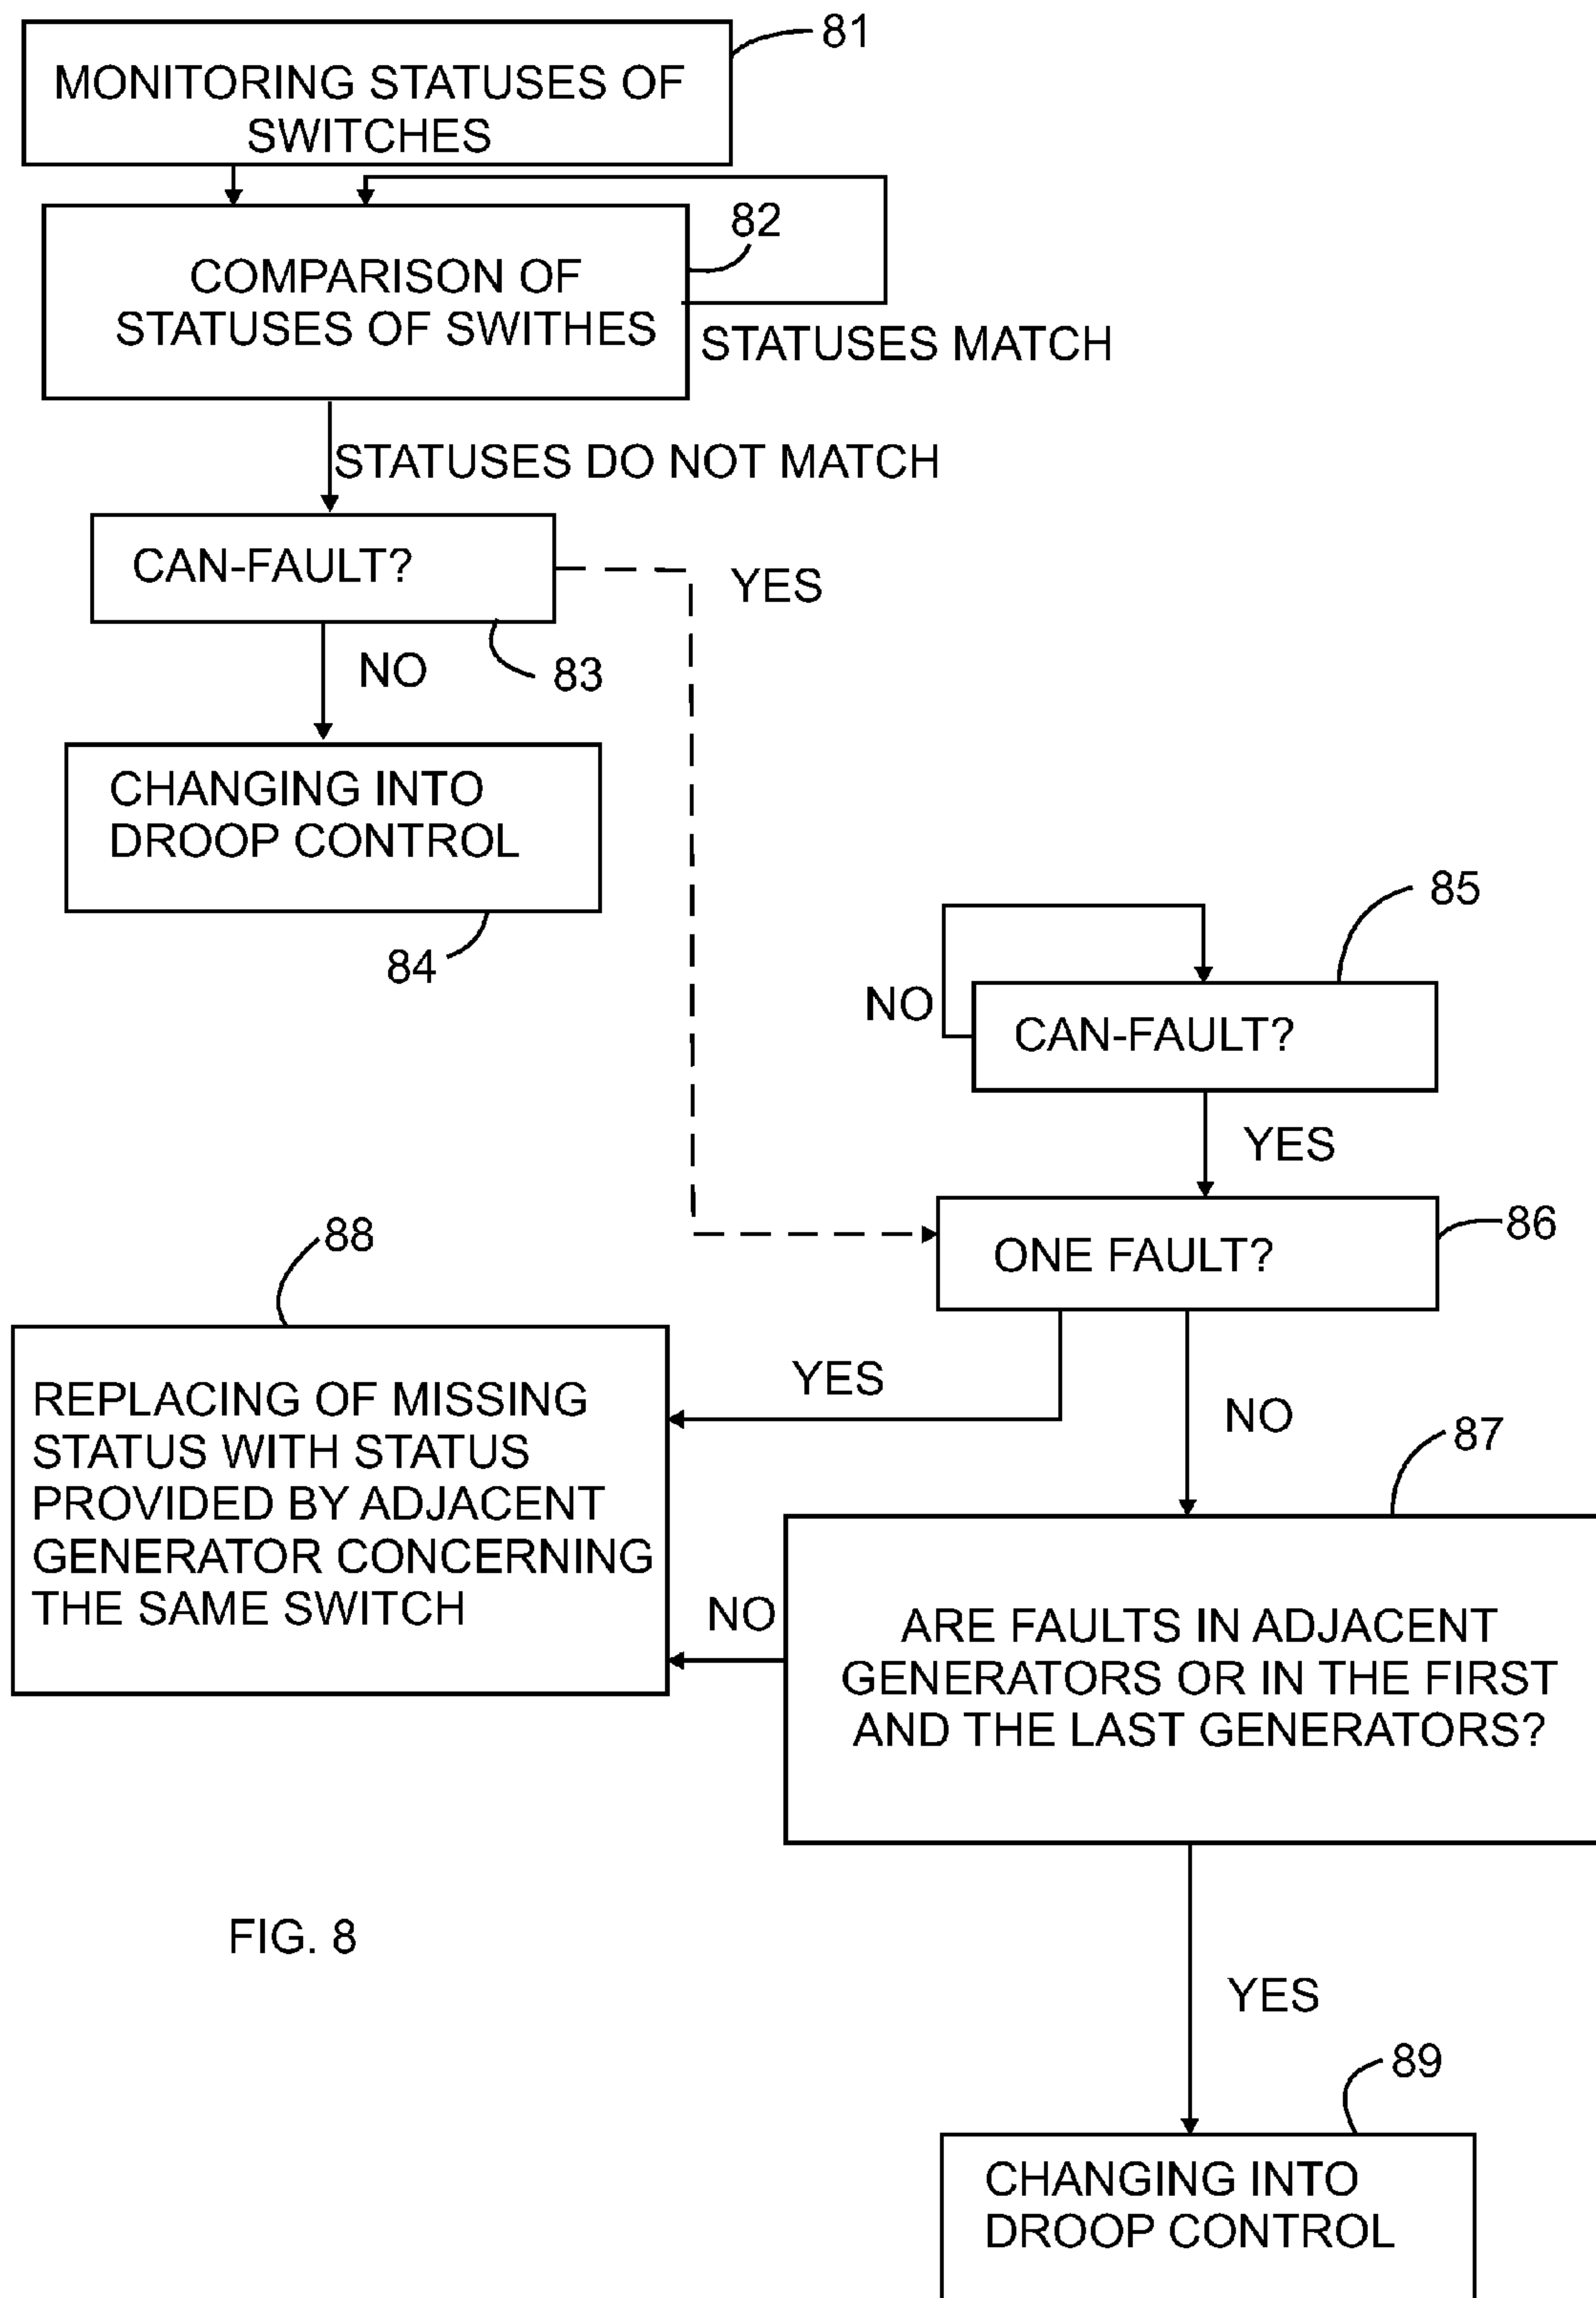 81
MONITORING STATUSES OF
SWITCHES
82
COMPARISON OF
STATUSES OF SWITHES
STATUSES MATCH
STATUSES DO NOT MATCH
CAN-FAULT?
YES
NO
83
CHANGING INTO
DROOP CONTROL
84
85
NO
CAN-FAULT?
YES
86
ONE FAULT?
88
YES
NO
REPLACING OF MISSING
STATUS WITH STATUS
PROVIDED BY ADJACENT
GENERATOR CONCERNING
THE SAME SWITCH
87
NO
ARE FAULTS IN ADJACENT
GENERATORS OR IN THE FIRST
AND THE LAST GENERATORS?
FIG. 8
YES
89
CHANGING INTO
DROOP CONTROL